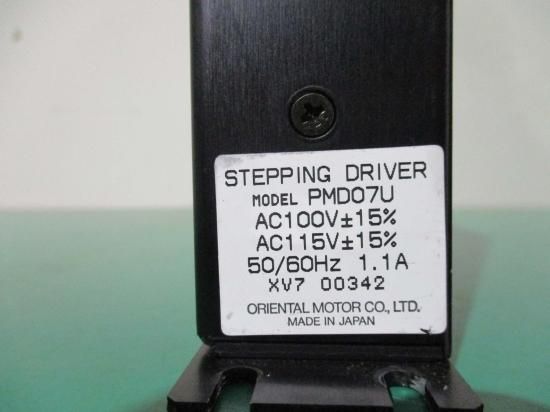 STEPPING DRIVER
MODEL PMD07U
AC100V±15%
AC115V±15%
50/60Hz 1.1A
XV7 00342
ORIENTAL MOTOR CO., LTD.
MADE IN JAPAN